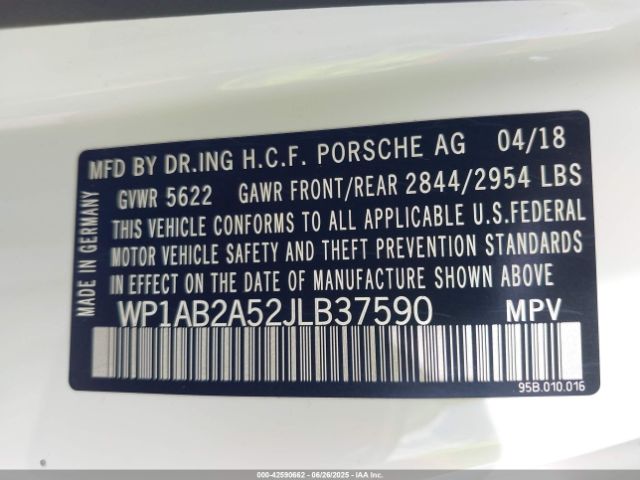 MFD BY DR.ING H.C.F. PORSCHE AG 04/18
GVWR 5622 GAWR FRONT/REAR 2844/2954 LBS
THIS VEHICLE CONFORMS TO ALL APPLICABLE U.S.FEDERAL
MOTOR VEHICLE SAFETY AND THEFT PREVENTION STANDARDS
IN EFFECT ON THE DATE OF MANUFACTURE SHOWN ABOVE
WP1AB2A52JLB37590 MPV
MADE IN GERMANY
95B.010.016
000-42590662 - 06/26/2025 - IAAI.COM